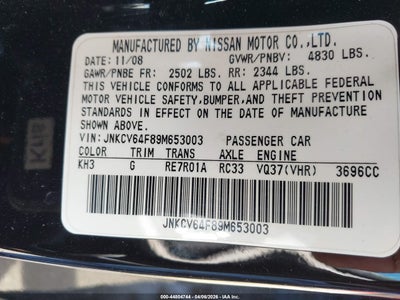 MANUFACTURED BY NISSAN MOTOR CO.,LTD.
DATE: 11/08 GVWR/PNBV: 4830 LBS.
GAWR/PNBE FR: 2502 LBS. RR: 2344 LBS.
THIS VEHICLE CONFORMS TO ALL APPLICABLE FEDERAL
MOTOR VEHICLE SAFETY,BUMPER,AND THEFT PREVENTION
STANDARDS IN EFFECT ON THE DATE OF MANUFACTURE
SHOWN ABOVE.
VIN: JNKCV64F89M653003 PASSENGER CAR
COLOR TRIM TRANS AXLE ENGINE
KH3 G RE7R01A RC33 VQ37(VHR) 3696CC
JNKCV64F89M653003
000-44804744 - 04/06/2026 - IAA Inc.